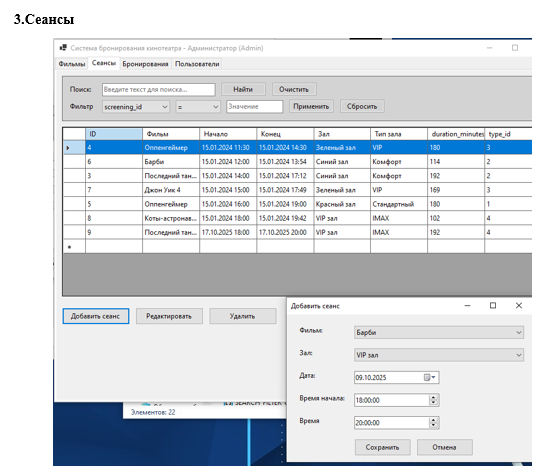 3.Сеансы
Система бронирования кинотеатра - Администратор (Admin)
Фильмы Сеансы Бронирования Пользователи
Поиск: Введите текст для поиска... Найти Очистить
Фильтр screening_id = Значение Применить Сбросить
ID Фильм Начало Конец Зал Тип зала duration_minutes type_id
4 Оппенгеймер 15.01.2024 11:30 15.01.2024 14:30 Зеленый зал VIP 180 3
6 Барби 15.01.2024 12:00 15.01.2024 13:54 Синий зал Комфорт 114 2
3 Последний тан... 15.01.2024 14:00 15.01.2024 17:12 Синий зал Комфорт 192 2
7 Джон Уик 4 15.01.2024 15:00 15.01.2024 17:49 Зеленый зал VIP 169 3
5 Оппенгеймер 15.01.2024 16:00 15.01.2024 19:00 Красный зал Стандартный 180 1
8 Коты-астронав... 15.01.2024 18:00 15.01.2024 19:42 VIP зал IMAX 102 4
9 Последний тан... 17.10.2025 18:00 17.10.2025 20:00 VIP зал IMAX 192 4
Добавить сеанс Редактировать Удалить
Добавить сеанс
Фильм: Барби
Зал: VIP зал
Дата: 09.10.2025
Время начала: 18:00:00
Время 20:00:00
Сохранить Отмена
Элементов: 22